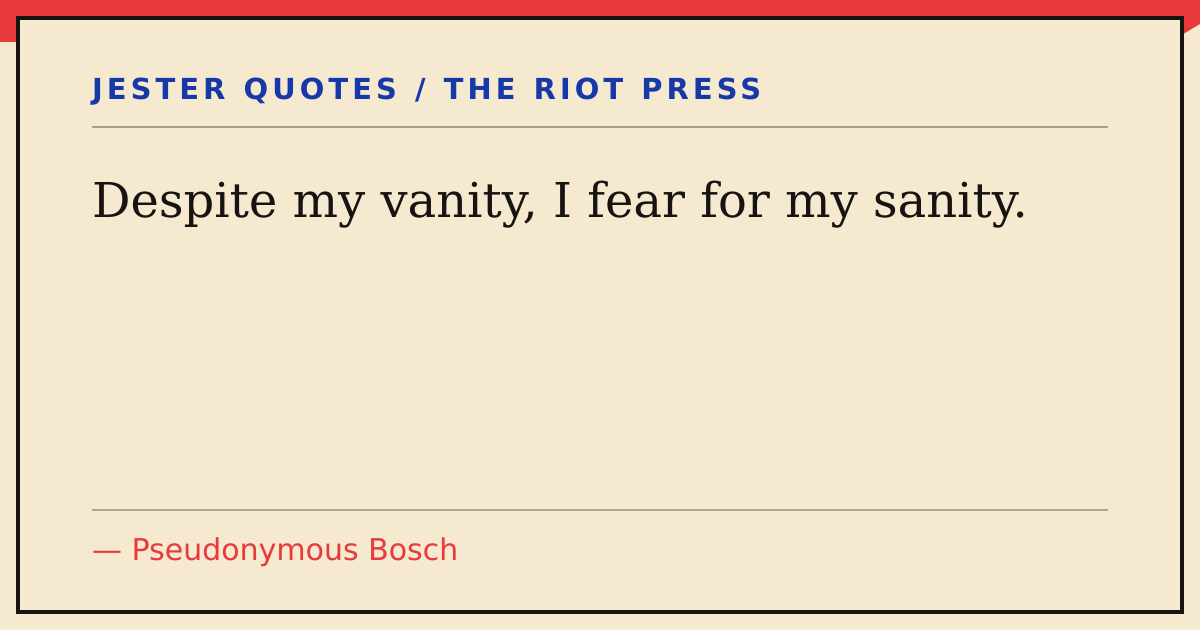 JESTER QUOTES / THE RIOT PRESS
Despite my vanity, I fear for my sanity.
— Pseudonymous Bosch